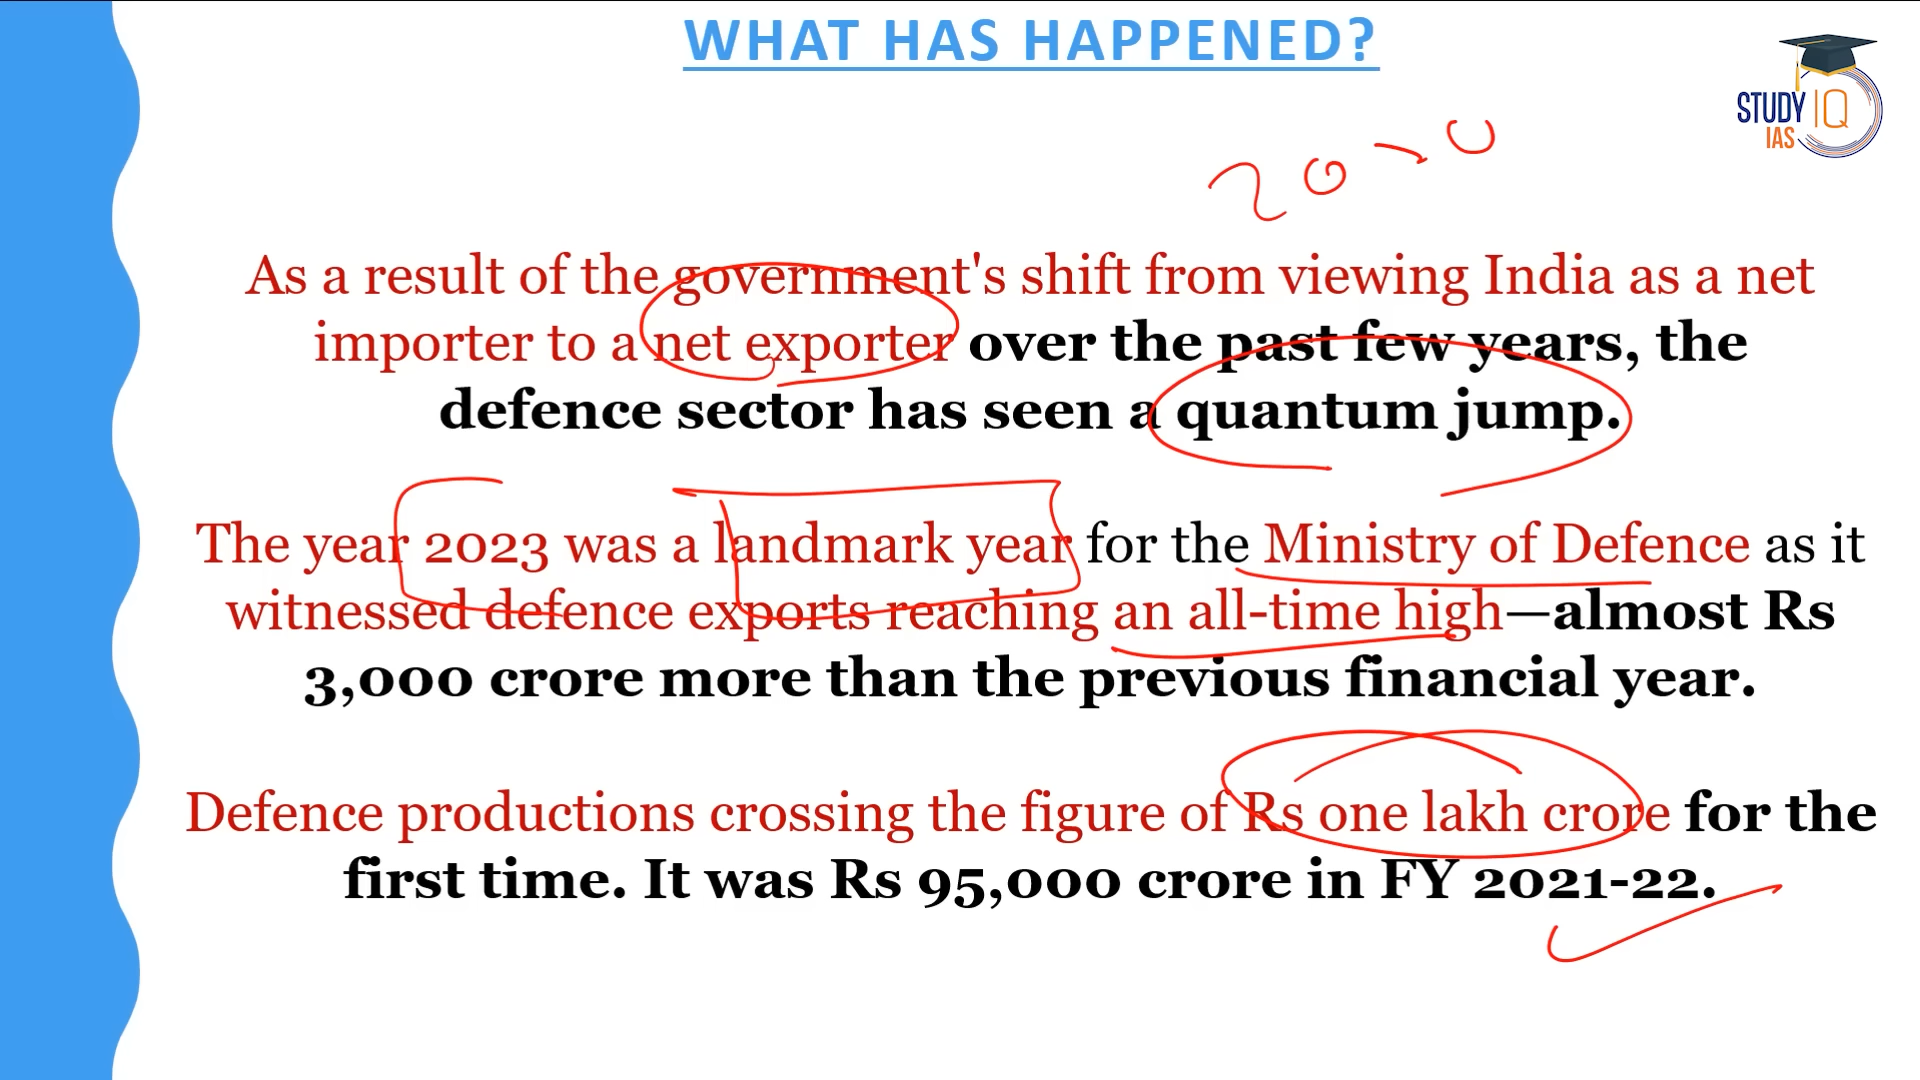 WHAT HAS HAPPENED?
STUDY IQ
IAS
As a result of the government's shift from viewing India as a net
importer to a net exporter over the past few years, the
defence sector has seen a quantum jump.
The year 2023 was a landmark year for the Ministry of Defence as it
witnessed defence exports reaching an all-time high—almost Rs
3,000 crore more than the previous financial year.
Defence productions crossing the figure of Rs one lakh crore for the
first time. It was Rs 95,000 crore in FY 2021-22.